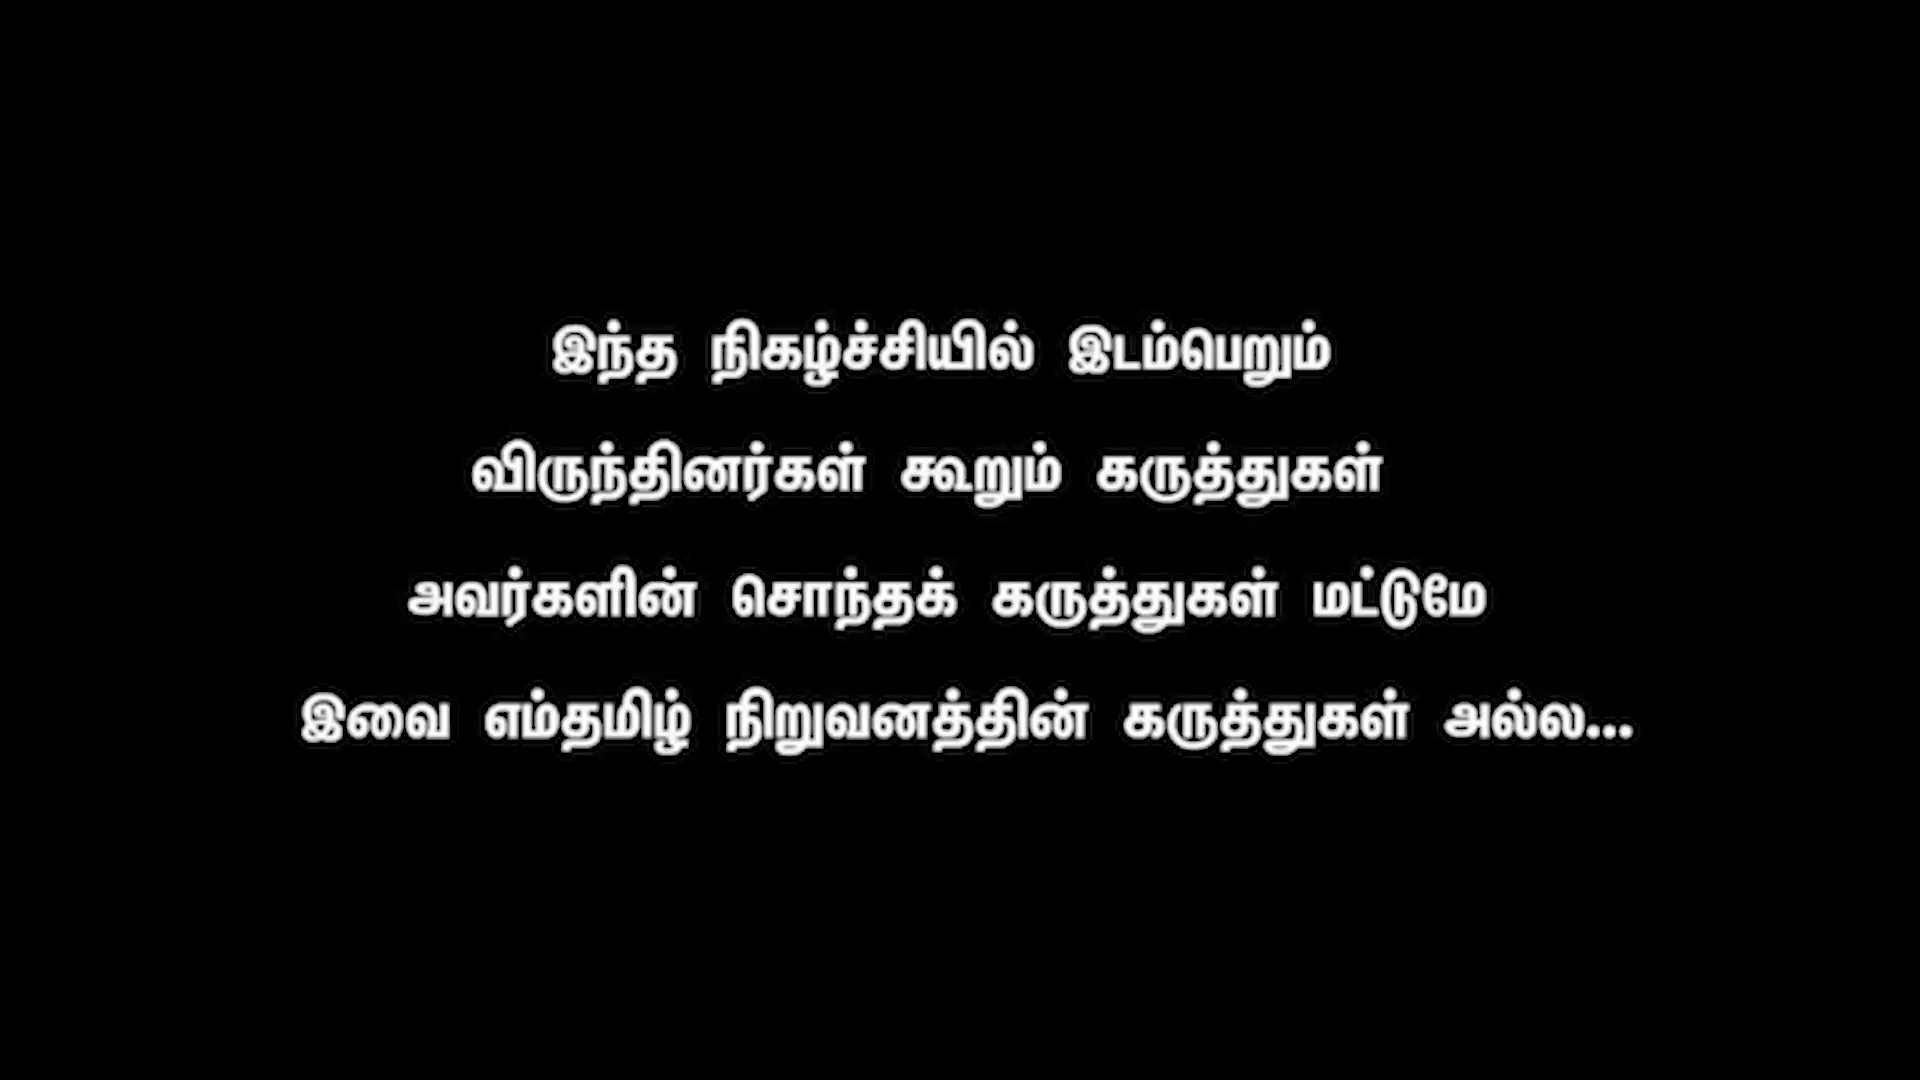 இந்த நிகழ்ச்சியில் இடம்பெறும்
விருந்தினர்கள் கூறும் கருத்துகள்
அவர்களின் சொந்தக் கருத்துகள் மட்டுமே
இவை எம்தமிழ் நிறுவனத்தின் கருத்துகள் அல்ல...